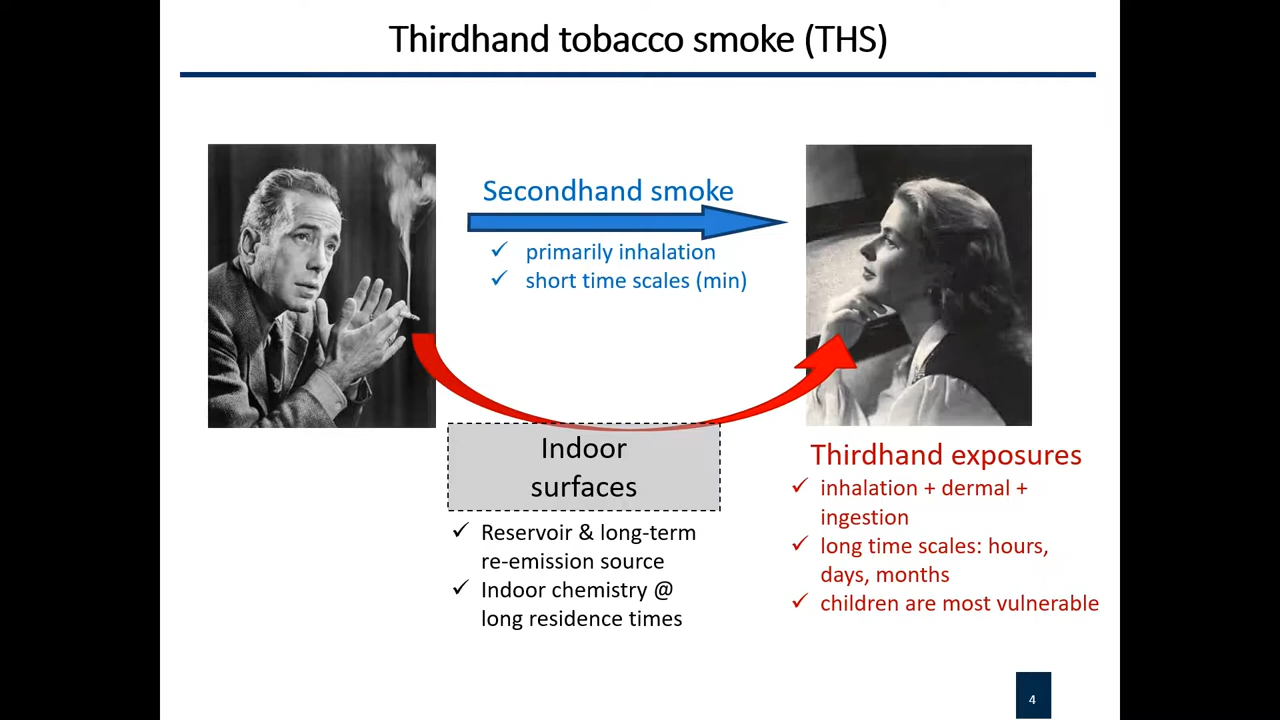 Thirdhand tobacco smoke (THS)
Secondhand smoke
✓ primarily inhalation
✓ short time scales (min)
Indoor
surfaces
✓ Reservoir & long-term
re-emission source
✓ Indoor chemistry @
long residence times
Thirdhand exposures
✓ inhalation + dermal +
ingestion
✓ long time scales: hours,
days, months
✓ children are most vulnerable
4